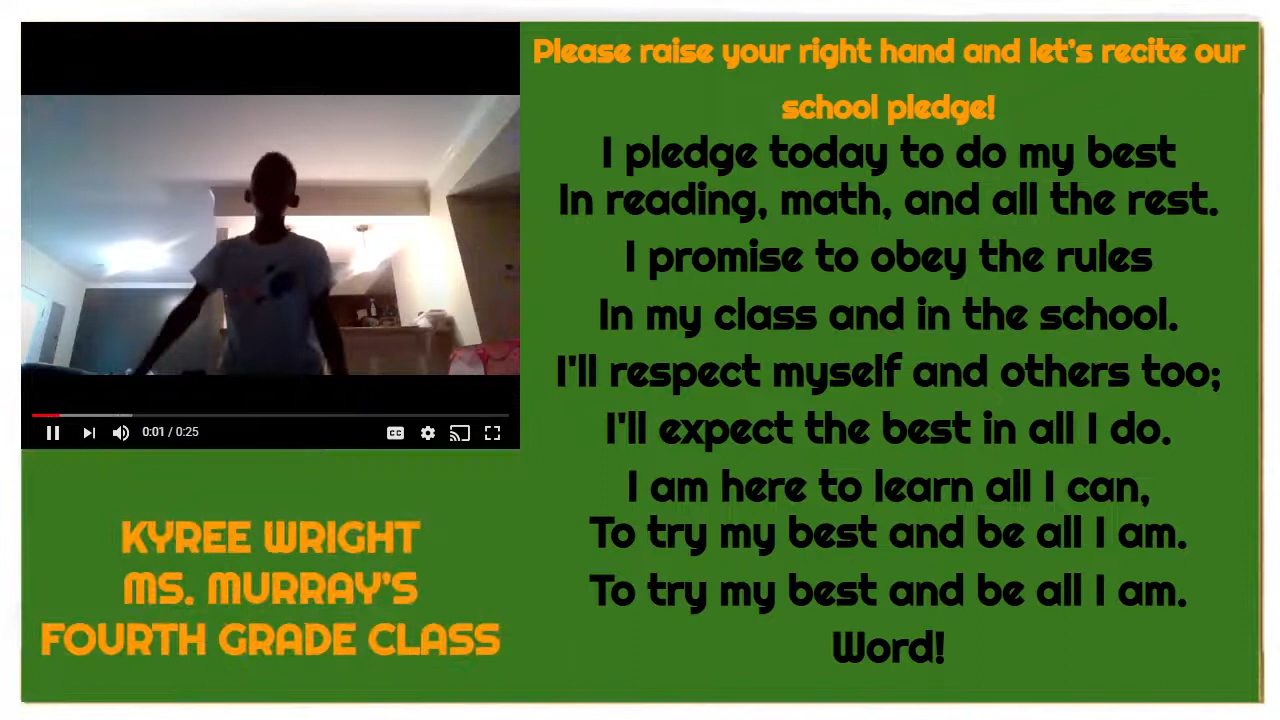 Please raise your right hand and let's recite our
school pledge!
I pledge today to do my best
In reading, math, and all the rest.
I promise to obey the rules
In my class and in the school.
I'll respect myself and others too;
I'll expect the best in all I do.
I am here to learn all I can,
To try my best and be all I am.
To try my best and be all I am.
Word!
0:01 / 0:25
CC
KYREE WRIGHT
MS. MURRAY'S
FOURTH GRADE CLASS